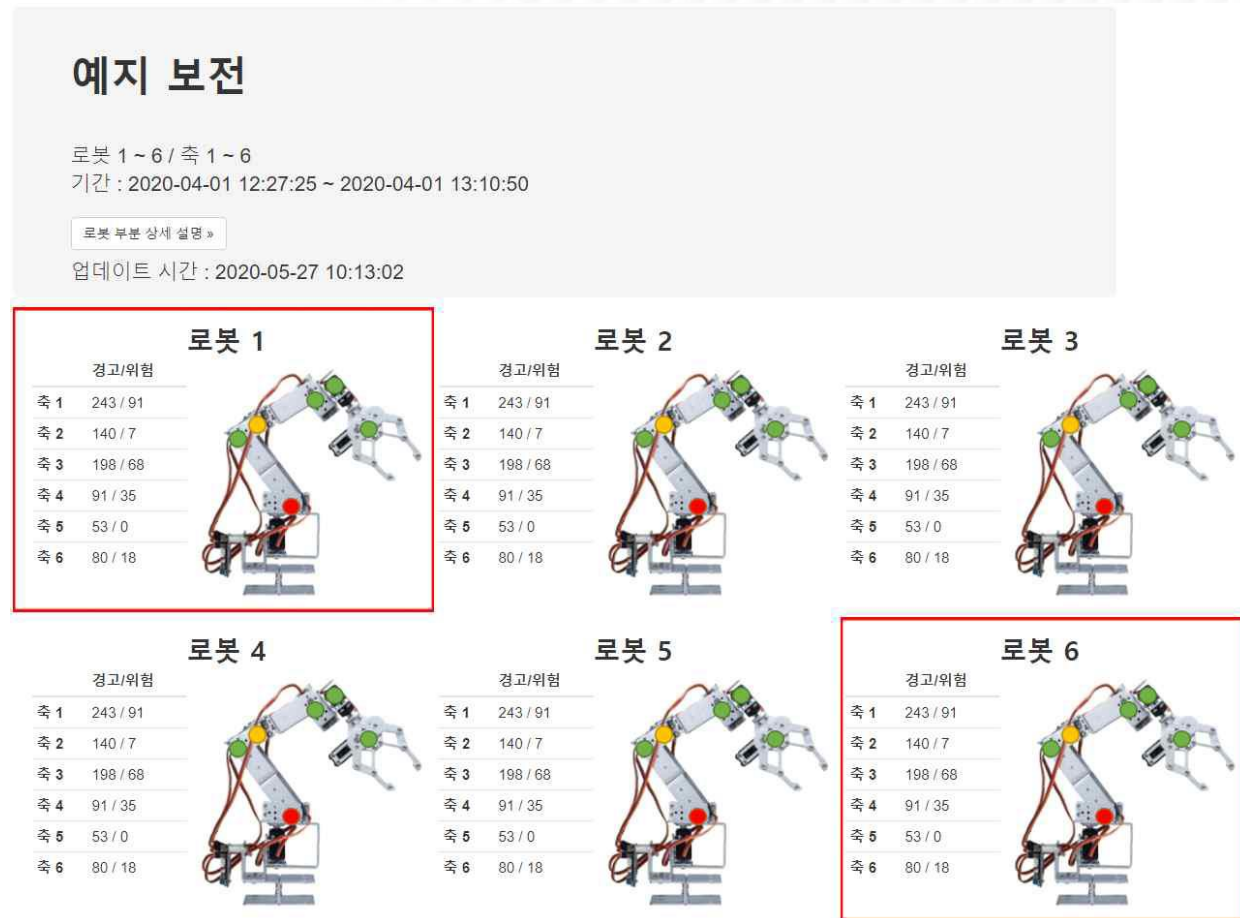 예지 보전
로봇 1 ~ 6 / 축 1 ~ 6
기간 : 2020-04-01 12:27:25 ~ 2020-04-01 13:10:50
로봇 부분 상세 설명 »
업데이트 시간 : 2020-05-27 10:13:02
로봇 1
경고/위험
축 1 243 / 91
축 2 140 / 7
축 3 198 / 68
축 4 91 / 35
축 5 53 / 0
축 6 80 / 18
로봇 2
경고/위험
축 1 243 / 91
축 2 140 / 7
축 3 198 / 68
축 4 91 / 35
축 5 53 / 0
축 6 80 / 18
로봇 3
경고/위험
축 1 243 / 91
축 2 140 / 7
축 3 198 / 68
축 4 91 / 35
축 5 53 / 0
축 6 80 / 18
로봇 4
경고/위험
축 1 243 / 91
축 2 140 / 7
축 3 198 / 68
축 4 91 / 35
축 5 53 / 0
축 6 80 / 18
로봇 5
경고/위험
축 1 243 / 91
축 2 140 / 7
축 3 198 / 68
축 4 91 / 35
축 5 53 / 0
축 6 80 / 18
로봇 6
경고/위험
축 1 243 / 91
축 2 140 / 7
축 3 198 / 68
축 4 91 / 35
축 5 53 / 0
축 6 80 / 18